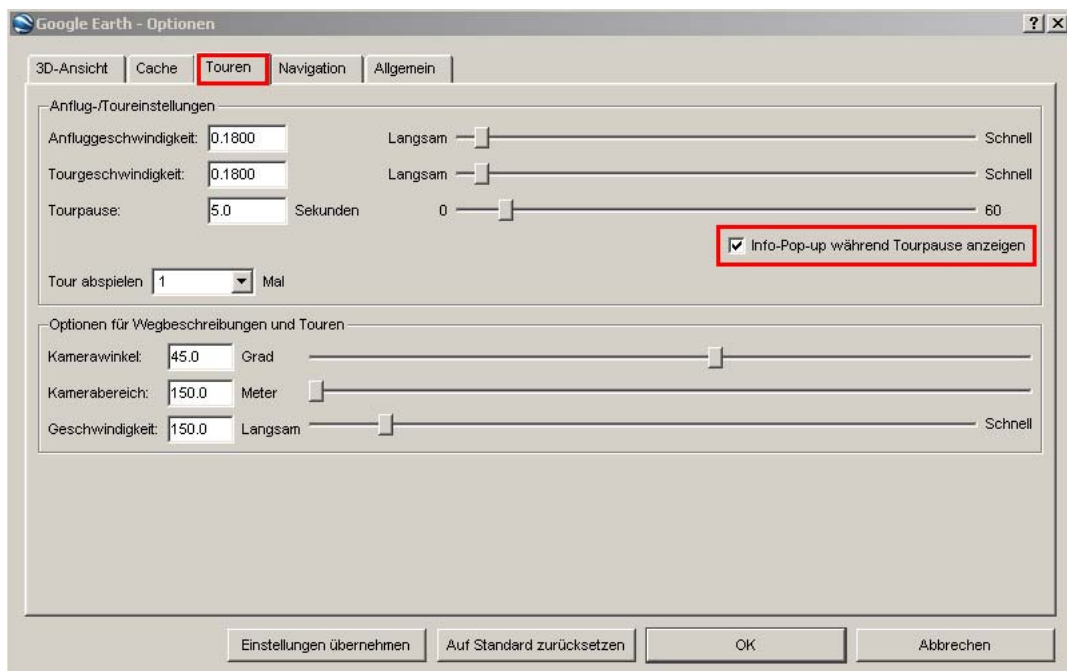 Google Earth - Optionen
3D-Ansicht Cache Touren Navigation Allgemein
Anflug-/Toureinstellungen
Anfluggeschwindigkeit: 0.1800 Langsam Schnell
Tourgeschwindigkeit: 0.1800 Langsam Schnell
Tourpause: 5.0 Sekunden 0 60
Info-Pop-up während Tourpause anzeigen
Tour abspielen 1 Mal
Optionen für Wegbeschreibungen und Touren
Kamerawinkel: 45.0 Grad
Kamerabereich: 150.0 Meter
Geschwindigkeit: 150.0 Langsam Schnell
Einstellungen übernehmen Auf Standard zurücksetzen OK Abbrechen